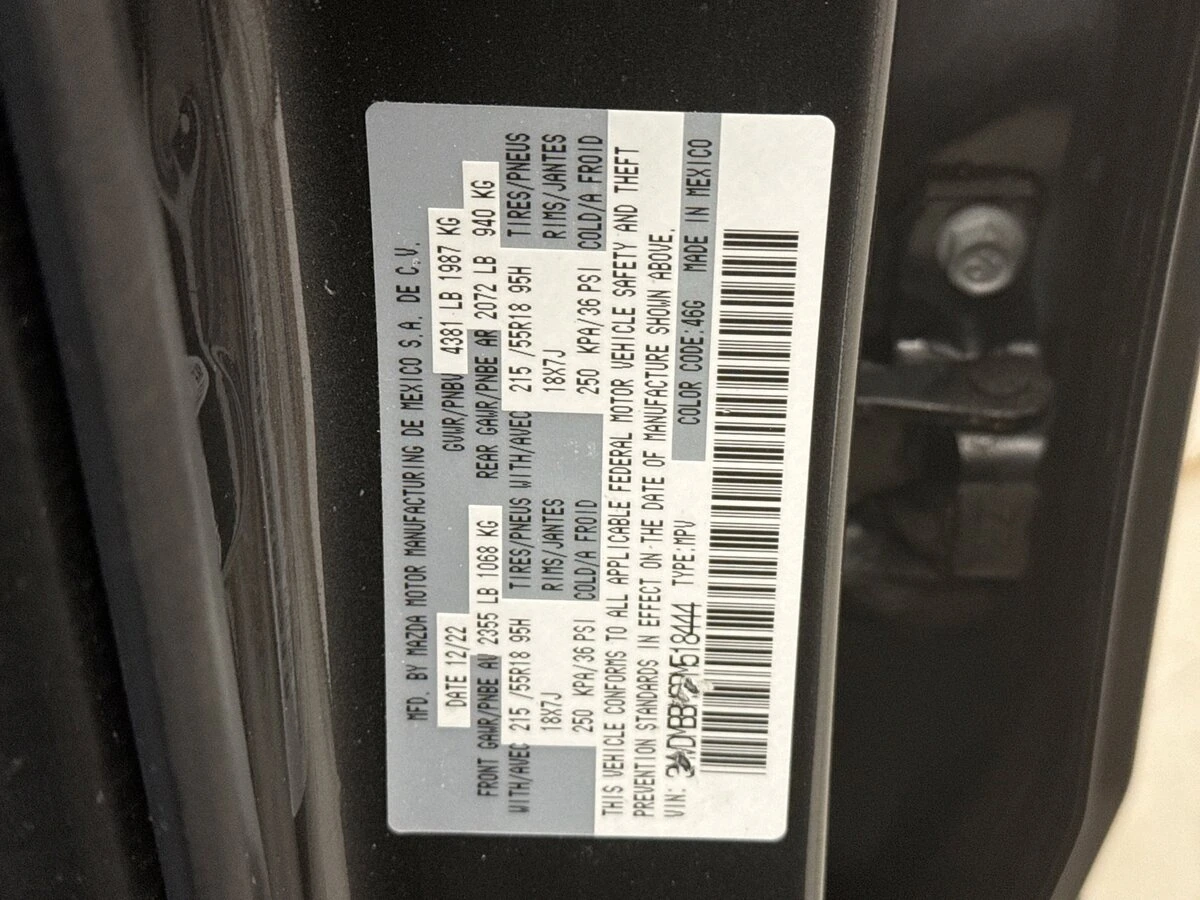 MFD. BY MAZDA MOTOR MANUFACTURING DE MEXICO S.A. DE C.V.
DATE 12/22 GVWR/PNBV 4381 LB 1987 KG
FRONT GAWR/PNBE AV 2355 LB 1068 KG REAR GAWR/PNBE AR 2072 LB 940 KG
WITH/AVEC 215 /55R18 95H TIRES/PNEUS WITH/AVEC 215 /55R18 95H TIRES/PNEUS
18X7J RIMS/JANTES 18X7J RIMS/JANTES
250 KPA/36 PSI COLD/A FROID 250 KPA/36 PSI COLD/A FROID
THIS VEHICLE CONFORMS TO ALL APPLICABLE FEDERAL MOTOR VEHICLE SAFETY AND THEFT
PREVENTION STANDARDS IN EFFECT ON THE DATE OF MANUFACTURE SHOWN ABOVE.
VIN: TYPE:MPV COLOR CODE:46G MADE IN MEXICO